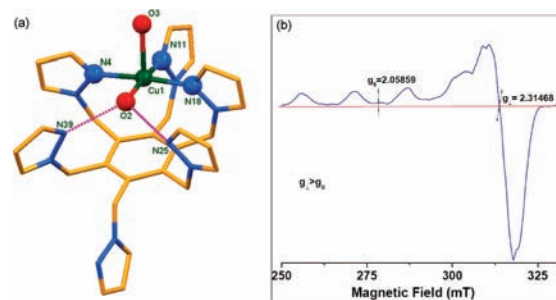 (a)
O3
N4
N11
Cu1
N18
O2
N39
N25
(b)
g∥=2.05859
g⊥ = 2.31468
g⊥>g∥
250 275 300 325
Magnetic Field (mT)